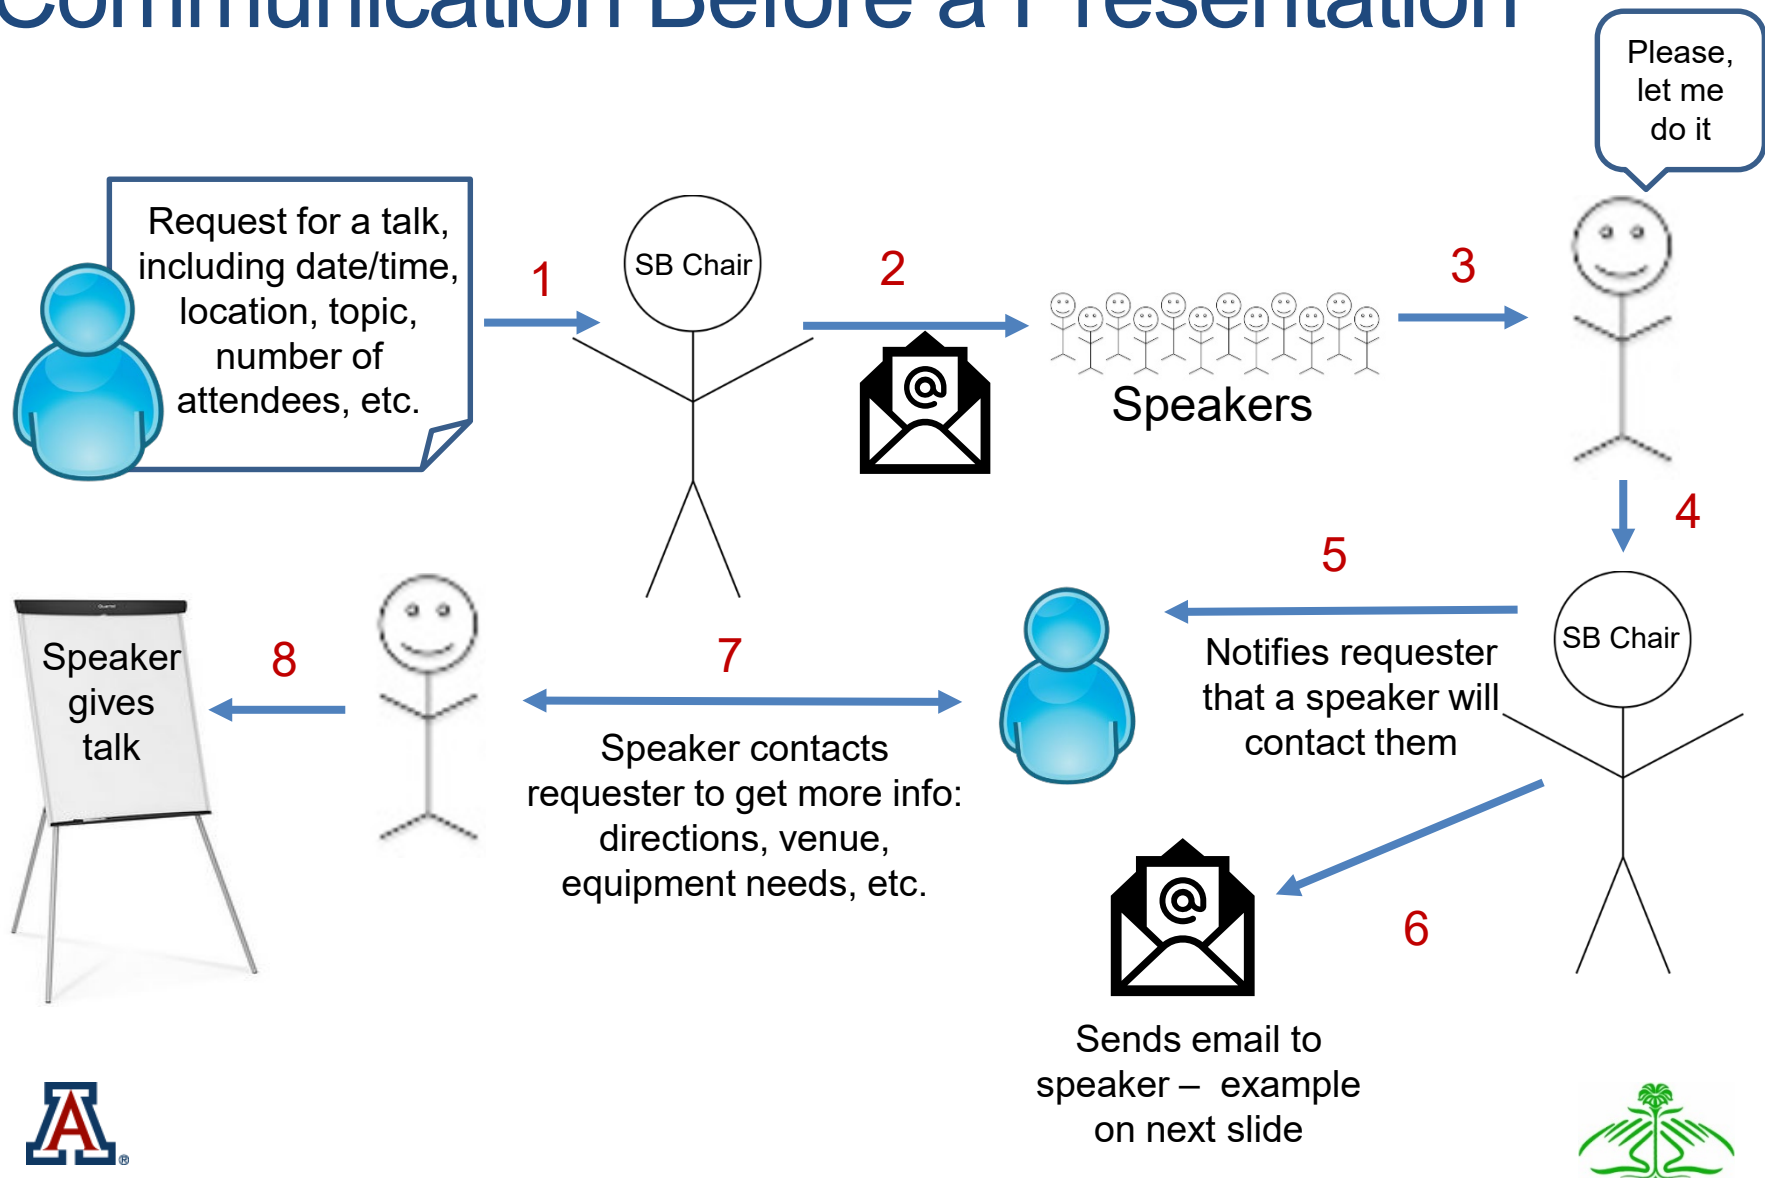 Communication Before a Presentation
Please,
let me
do it
Request for a talk,
including date/time,
location, topic,
number of
attendees, etc.
1
SB Chair
2
@
Speakers
3
4
5
Notifies requester
that a speaker will
contact them
SB Chair
6
@
Sends email to
speaker – example
on next slide
7
Speaker contacts
requester to get more info:
directions, venue,
equipment needs, etc.
8
Speaker
gives
talk
A®